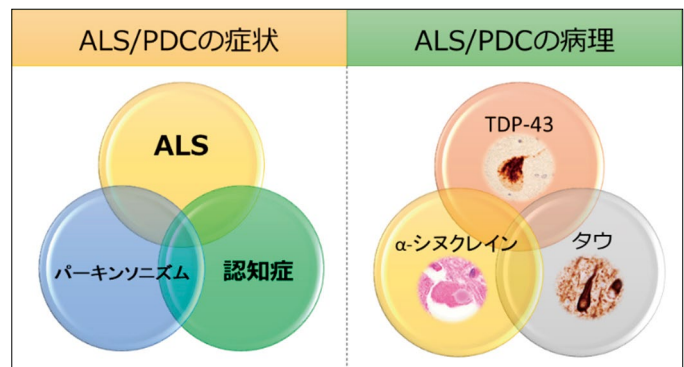 ALS/PDCの症状
ALS/PDCの病理
ALS
パーキンソニズム
認知症
TDP-43
α-シヌクレイン
タウ